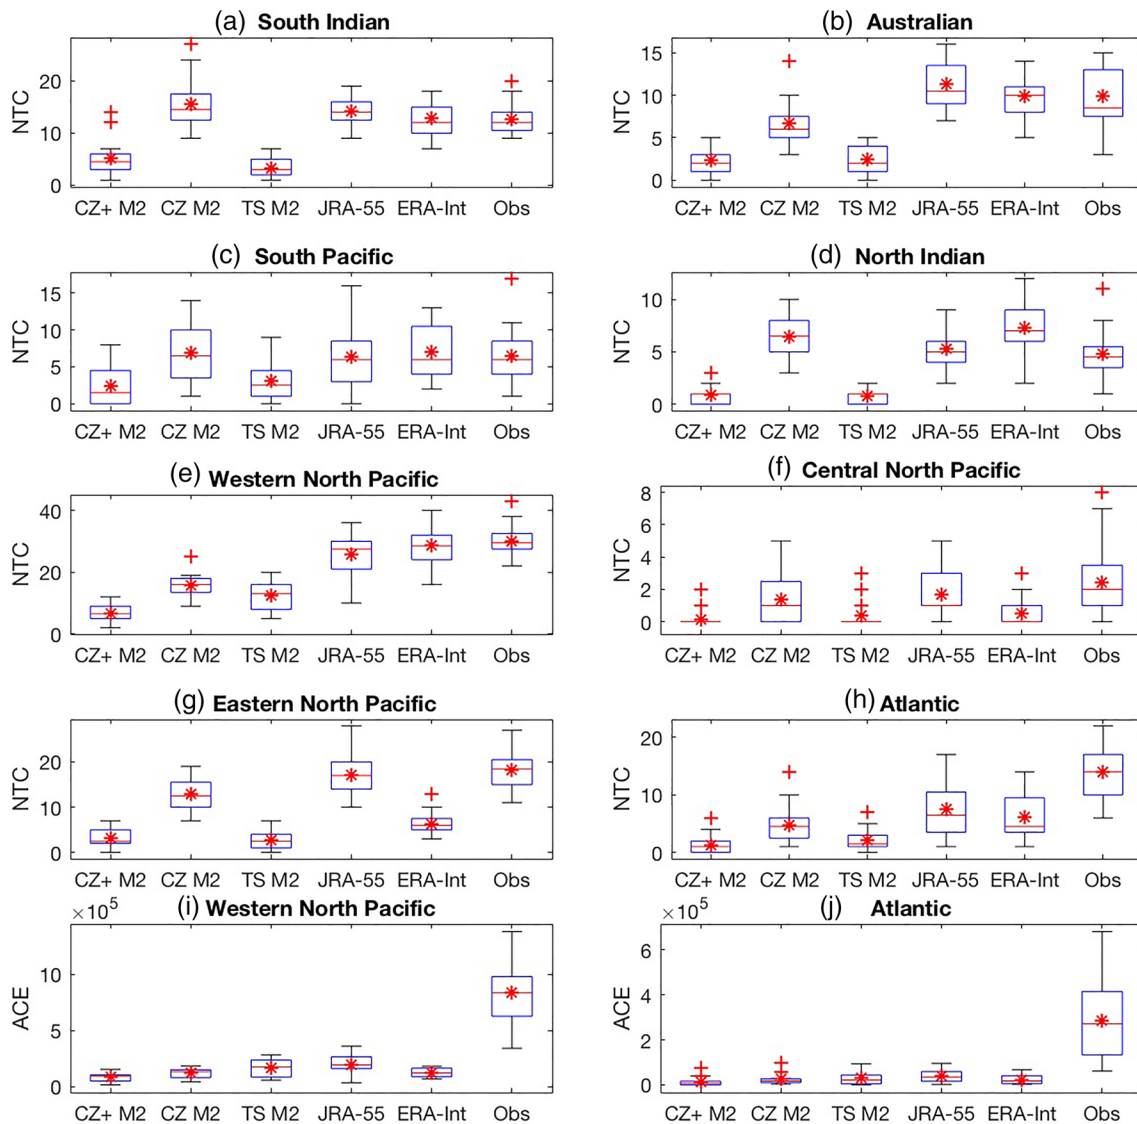 (a) South Indian
NTC
20
10
0
CZ+ M2 CZ M2 TS M2 JRA-55 ERA-Int Obs
(b) Australian
NTC
15
10
5
0
CZ+ M2 CZ M2 TS M2 JRA-55 ERA-Int Obs
(c) South Pacific
NTC
15
10
5
0
CZ+ M2 CZ M2 TS M2 JRA-55 ERA-Int Obs
(d) North Indian
NTC
10
5
0
CZ+ M2 CZ M2 TS M2 JRA-55 ERA-Int Obs
(e) Western North Pacific
NTC
40
20
0
CZ+ M2 CZ M2 TS M2 JRA-55 ERA-Int Obs
(f) Central North Pacific
NTC
8
6
4
2
0
CZ+ M2 CZ M2 TS M2 JRA-55 ERA-Int Obs
(g) Eastern North Pacific
NTC
20
10
0
CZ+ M2 CZ M2 TS M2 JRA-55 ERA-Int Obs
(h) Atlantic
NTC
20
10
0
CZ+ M2 CZ M2 TS M2 JRA-55 ERA-Int Obs
(i) Western North Pacific
×10⁵
ACE
10
5
0
CZ+ M2 CZ M2 TS M2 JRA-55 ERA-Int Obs
(j) Atlantic
×10⁵
ACE
6
4
2
0
CZ+ M2 CZ M2 TS M2 JRA-55 ERA-Int Obs